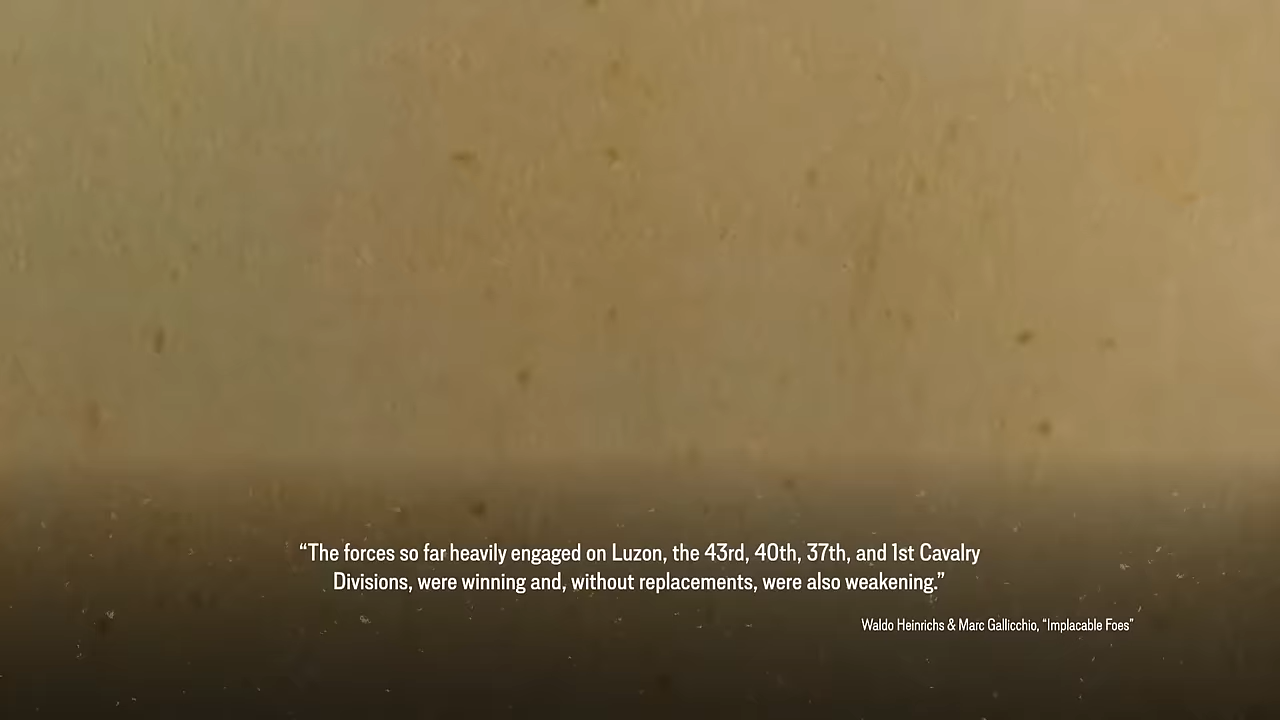 “The forces so far heavily engaged on Luzon, the 43rd, 40th, 37th, and 1st Cavalry
Divisions, were winning and, without replacements, were also weakening.”
Waldo Heinrichs & Marc Gallicchio, “Implacable Foes”